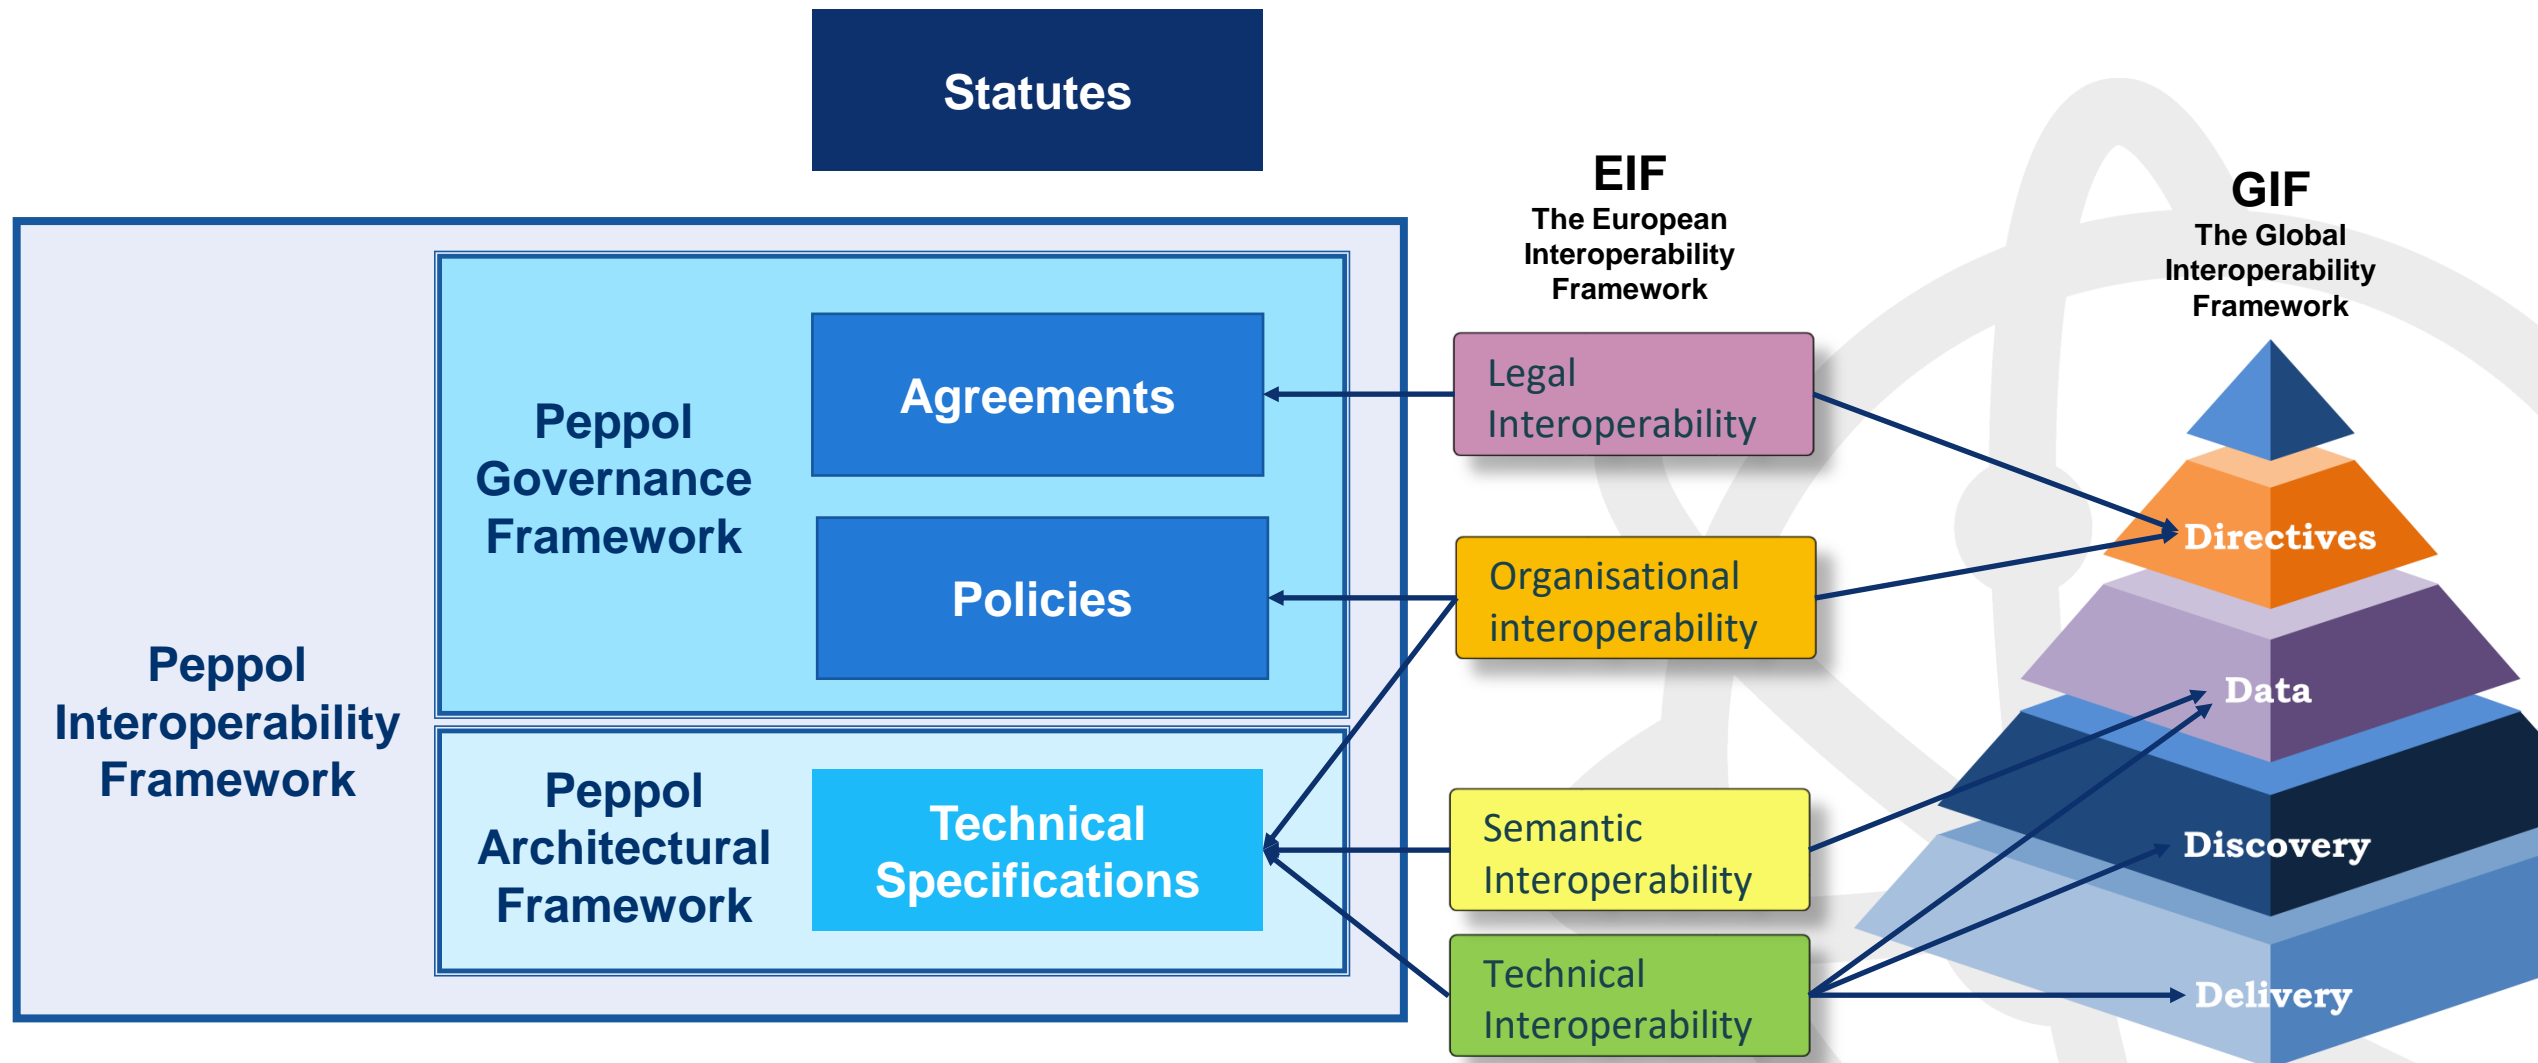 Statutes
Peppol
Interoperability
Framework
Peppol
Governance
Framework
Agreements
Policies
Peppol
Architectural
Framework
Technical
Specifications
EIF
The European
Interoperability
Framework
Legal
Interoperability
Organisational
interoperability
Semantic
Interoperability
Technical
Interoperability
GIF
The Global
Interoperability
Framework
Directives
Data
Discovery
Delivery